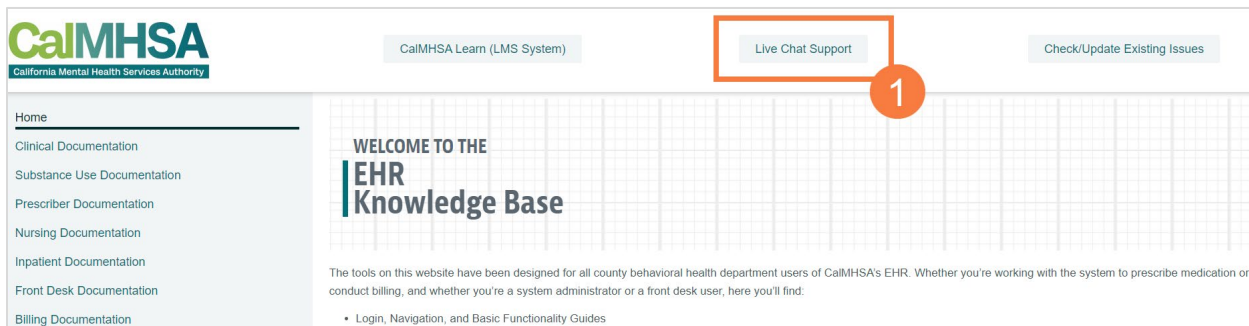 CalMHSA
California Mental Health Services Authority
CalMHSA Learn (LMS System)
Live Chat Support
Check/Update Existing Issues
1
Home
Clinical Documentation
Substance Use Documentation
Prescriber Documentation
Nursing Documentation
Inpatient Documentation
Front Desk Documentation
Billing Documentation
WELCOME TO THE
EHR
Knowledge Base
The tools on this website have been designed for all county behavioral health department users of CalMHSA's EHR. Whether you're working with the system to prescribe medication or
conduct billing, and whether you're a system administrator or a front desk user, here you'll find:
• Login, Navigation, and Basic Functionality Guides